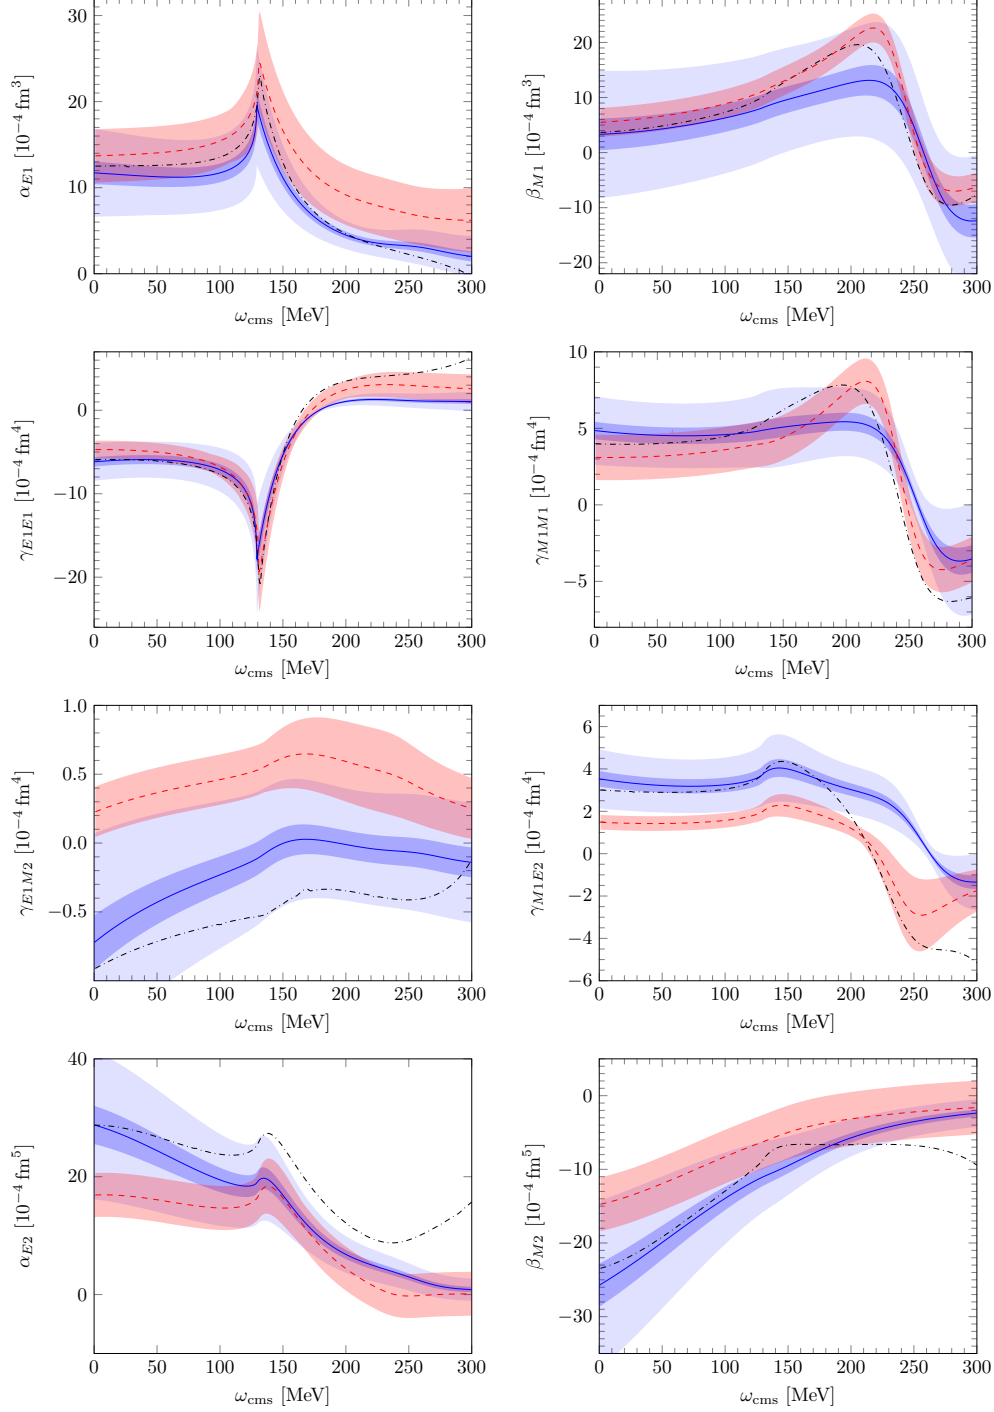 α_{E1} [10^{−4} fm^3]
30
20
10
0
0 50 100 150 200 250 300
ω_{cms} [MeV]
β_{M1} [10^{−4} fm^3]
20
10
0
−10
−20
0 50 100 150 200 250 300
ω_{cms} [MeV]
γ_{E1E1} [10^{−4} fm^4]
0
−10
−20
0 50 100 150 200 250 300
ω_{cms} [MeV]
γ_{M1M1} [10^{−4} fm^4]
10
5
0
−5
0 50 100 150 200 250 300
ω_{cms} [MeV]
γ_{E1M2} [10^{−4} fm^4]
1.0
0.5
0.0
−0.5
0 50 100 150 200 250 300
ω_{cms} [MeV]
γ_{M1E2} [10^{−4} fm^4]
6
4
2
0
−2
−4
−6
0 50 100 150 200 250 300
ω_{cms} [MeV]
α_{E2} [10^{−4} fm^5]
40
20
0
0 50 100 150 200 250 300
ω_{cms} [MeV]
β_{M2} [10^{−4} fm^5]
0
−10
−20
−30
0 50 100 150 200 250 300
ω_{cms} [MeV]